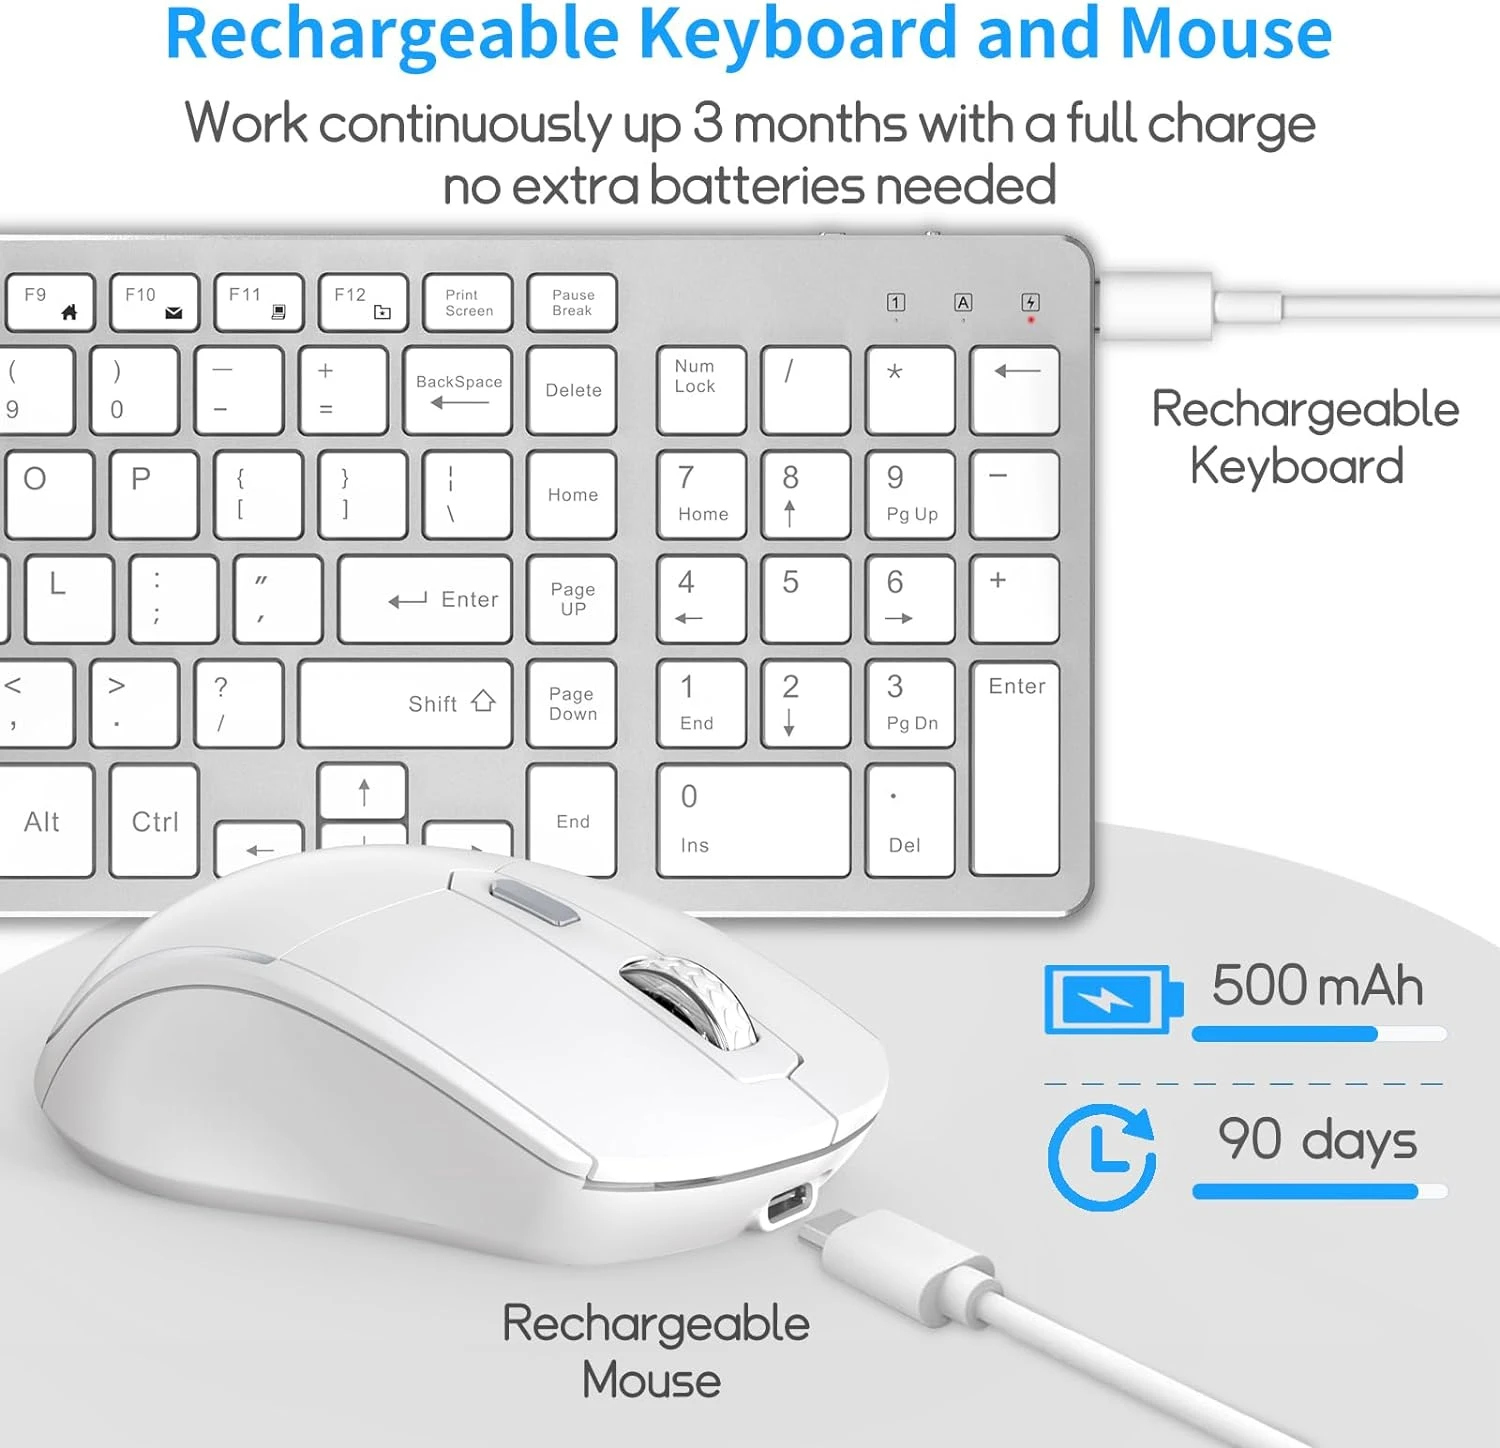 Rechargeable Keyboard and Mouse
Work continuously up 3 months with a full charge
no extra batteries needed
F9
F10
F11
F12
Print
Screen
Pause
Break
1
A
(
9
)
0
—
-
+
=
BackSpace
←
Delete
Num
Lock
/
*
←
Rechargeable
Keyboard
O
P
{
[
}
]
¦
\
Home
7
Home
8
↑
9
Pg Up
−
L
:
;
"
,
Enter
Page
UP
4
←
5
6
→
+
<
,
>
.
?
/
Shift
Page
Down
1
End
2
↓
3
Pg Dn
Enter
Alt
Ctrl
↑
←
End
0
Ins
.
Del
500 mAh
90 days
Rechargeable
Mouse